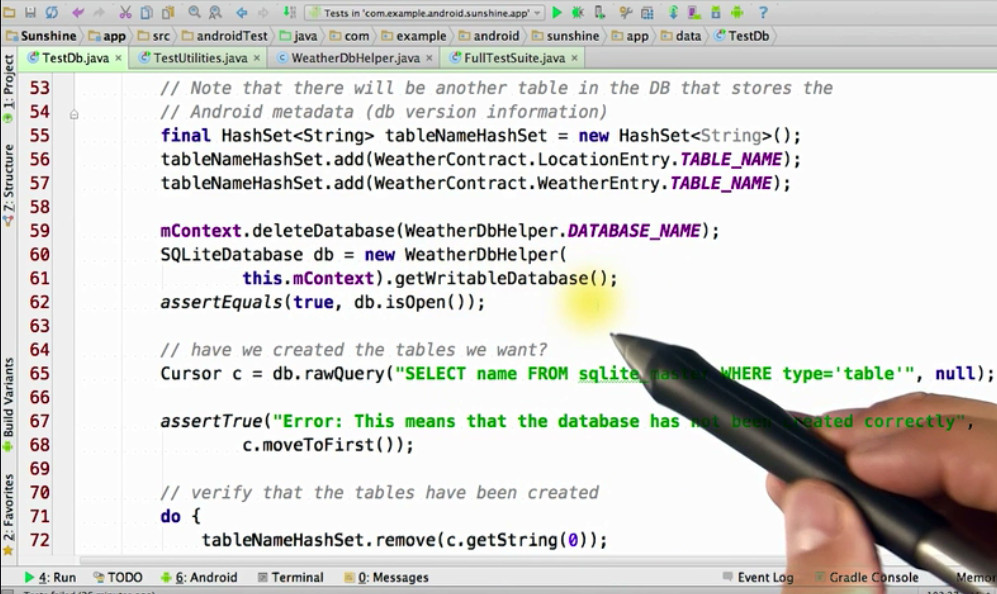 Tests in 'com.example.android.sunshine.app'
Sunshine app src androidTest java com example android sunshine app data TestDb
TestDb.java × TestUtilities.java × WeatherDbHelper.java × FullTestSuite.java ×
1: Project
Z: Structure
Build Variants
2: Favorites
53 // Note that there will be another table in the DB that stores the
54 // Android metadata (db version information)
55 final HashSet<String> tableNameHashSet = new HashSet<String>();
56 tableNameHashSet.add(WeatherContract.LocationEntry.TABLE_NAME);
57 tableNameHashSet.add(WeatherContract.WeatherEntry.TABLE_NAME);
58
59 mContext.deleteDatabase(WeatherDbHelper.DATABASE_NAME);
60 SQLiteDatabase db = new WeatherDbHelper(
61 this.mContext).getWritableDatabase();
62 assertEquals(true, db.isOpen());
63
64 // have we created the tables we want?
65 Cursor c = db.rawQuery("SELECT name FROM sqlite_master WHERE type='table'", null);
66
67 assertTrue("Error: This means that the database has not been created correctly",
68 c.moveToFirst());
69
70 // verify that the tables have been created
71 do {
72 tableNameHashSet.remove(c.getString(0));
4: Run TODO 6: Android Terminal 0: Messages Event Log Gradle Console Memor